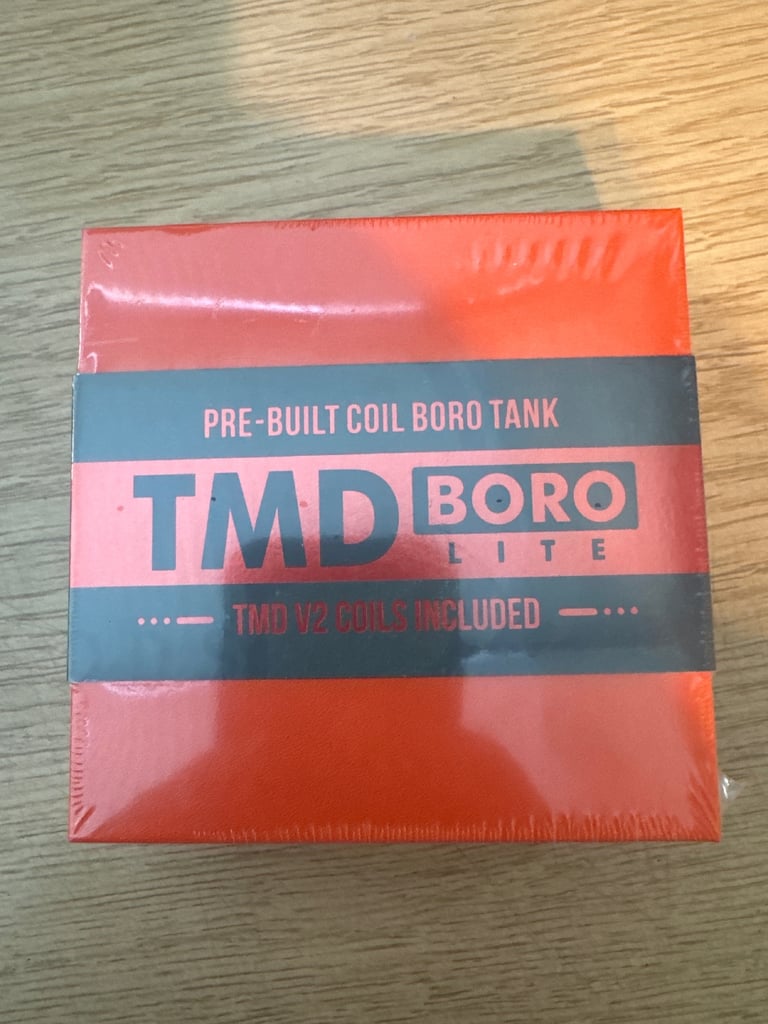 PRE-BUILT COIL BORO TANK
TMD BORO
LITE
TMD V2 COILS INCLUDED